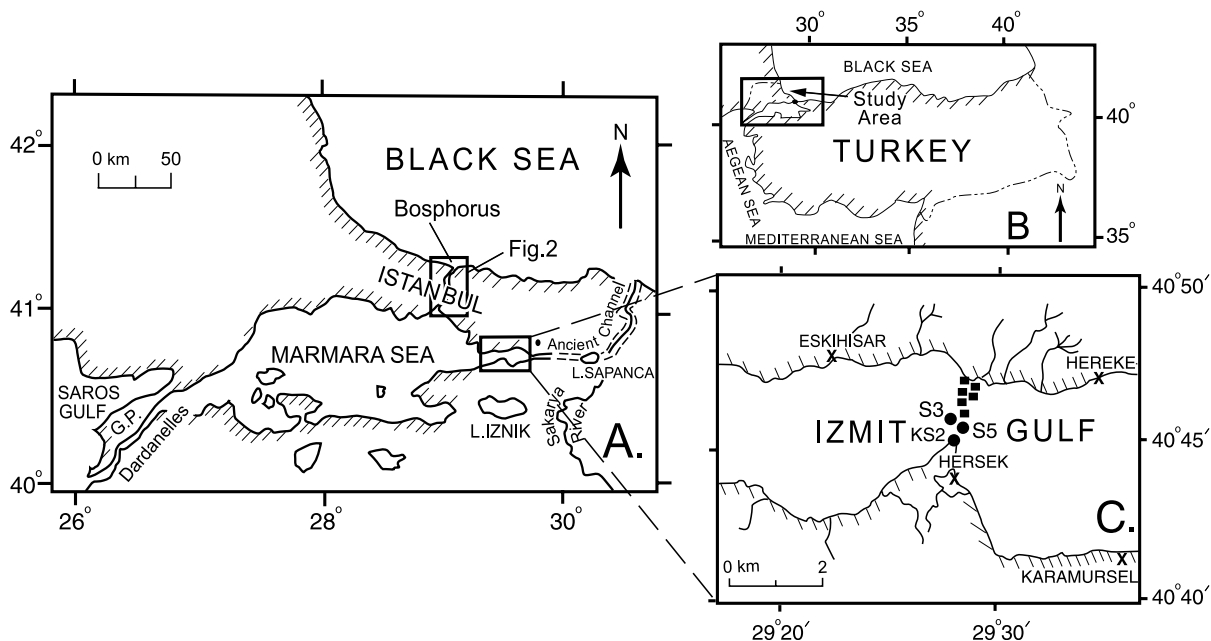 42°
41°
40°
26°
28°
30°
0 km 50
BLACK SEA
N
Bosphorus
Fig.2
ISTANBUL
MARMARA SEA
Ancient Channel
L.SAPANCA
SAROS
GULF
G.P.
Dardanelles
L.IZNIK
Sakarya
River
A.
30°
35°
40°
BLACK SEA
Study
Area
40°
TURKEY
AEGEAN SEA
N
B
35°
MEDITERRANEAN SEA
40°50′
ESKIHISAR
HEREKE
S3
IZMIT
GULF
KS2
S5
40°45′
HERSEK
C.
0 km 2
KARAMURSEL
40°40′
29°20′
29°30′
X
X
X
X